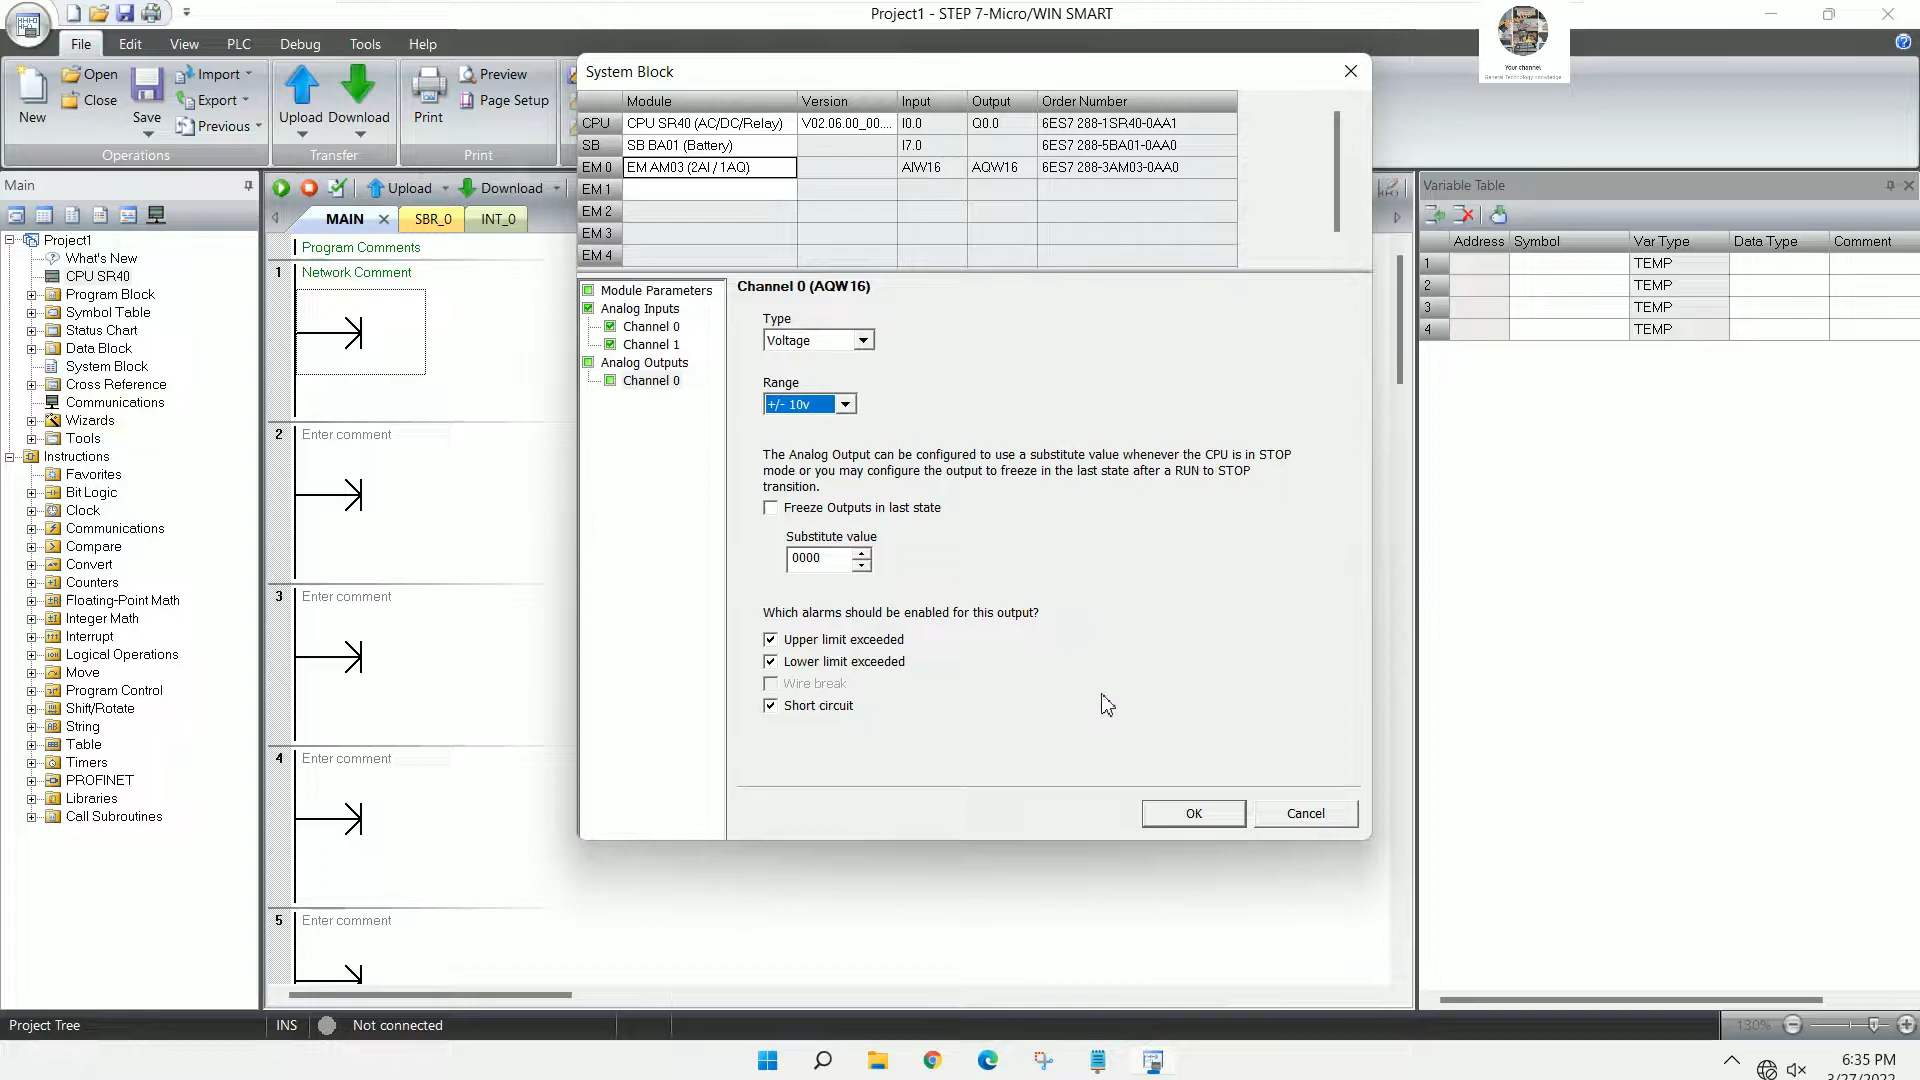 Project1 - STEP 7-Micro/WIN SMART
File Edit View PLC Debug Tools Help
New
Open
Close
Save
Import
Export
Previous
Operations
Upload
Download
Transfer
Print
Preview
Page Setup
Print
Your channel
General Technology Knowledge
System Block
Module Version Input Output Order Number
CPU CPU SR40 (AC/DC/Relay) V02.06.00_00.... I0.0 Q0.0 6ES7 288-1SR40-0AA1
SB SB BA01 (Battery) I7.0 6ES7 288-5BA01-0AA0
EM 0 EM AM03 (2AI / 1AQ) AIW16 AQW16 6ES7 288-3AM03-0AA0
EM 1
EM 2
EM 3
EM 4
Module Parameters
Analog Inputs
Channel 0
Channel 1
Analog Outputs
Channel 0
Channel 0 (AQW16)
Type
Voltage
Range
+/- 10v
The Analog Output can be configured to use a substitute value whenever the CPU is in STOP
mode or you may configure the output to freeze in the last state after a RUN to STOP
transition.
Freeze Outputs in last state
Substitute value
0000
Which alarms should be enabled for this output?
Upper limit exceeded
Lower limit exceeded
Wire break
Short circuit
OK Cancel
Main
Project1
What's New
CPU SR40
Program Block
Symbol Table
Status Chart
Data Block
System Block
Cross Reference
Communications
Wizards
Tools
Instructions
Favorites
Bit Logic
Clock
Communications
Compare
Convert
Counters
Floating-Point Math
Integer Math
Interrupt
Logical Operations
Move
Program Control
Shift/Rotate
String
Table
Timers
PROFINET
Libraries
Call Subroutines
Upload Download
MAIN SBR_0 INT_0
Program Comments
1 Network Comment
2 Enter comment
3 Enter comment
4 Enter comment
5 Enter comment
Variable Table
Address Symbol Var Type Data Type Comment
1 TEMP
2 TEMP
3 TEMP
4 TEMP
Project Tree INS Not connected 130%
6:35 PM
3/27/2022